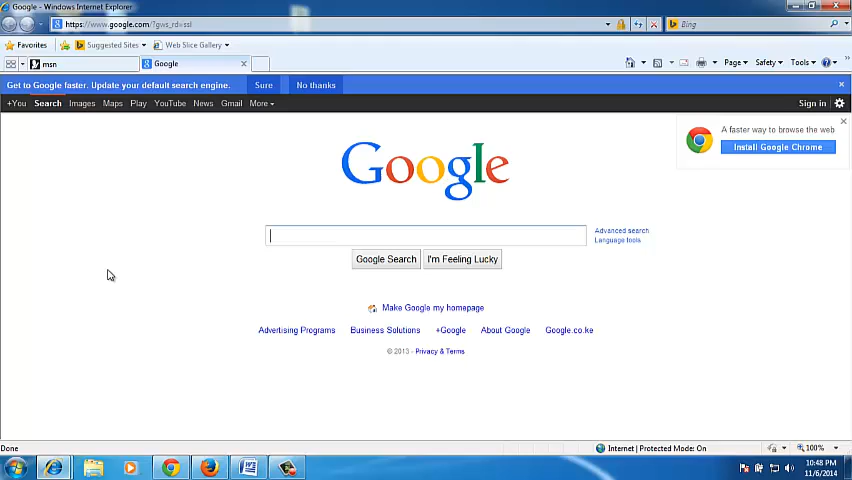 Google - Windows Internet Explorer
https://www.google.com/?gws_rd=ssl
Bing
Favorites Suggested Sites Web Slice Gallery
msn Google
Page Safety Tools
Get to Google faster. Update your default search engine. Sure No thanks
+You Search Images Maps Play YouTube News Gmail More Sign in
A faster way to browse the web
Install Google Chrome
Google
Advanced search
Language tools
Google Search I'm Feeling Lucky
Make Google my homepage
Advertising Programs Business Solutions +Google About Google Google.co.ke
© 2013 - Privacy & Terms
Done Internet | Protected Mode: On 100%
10:48 PM
11/6/2014